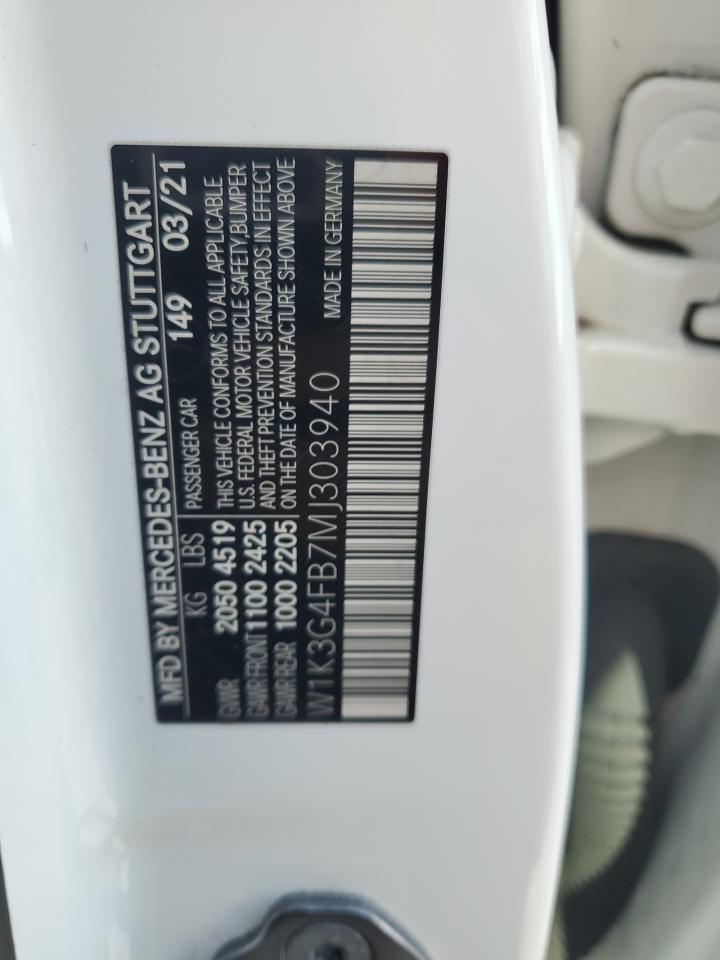 MFD BY MERCEDES-BENZ AG STUTTGART
KG LBS 149 03/21
PASSENGER CAR
GVWR 2050 4519 THIS VEHICLE CONFORMS TO ALL APPLICABLE
U.S. FEDERAL MOTOR VEHICLE SAFETY, BUMPER
GAWR FRONT 1100 2425 AND THEFT PREVENTION STANDARDS IN EFFECT
GAWR REAR 1000 2205 ON THE DATE OF MANUFACTURE SHOWN ABOVE
W1K3G4FB7MJ303940 MADE IN GERMANY